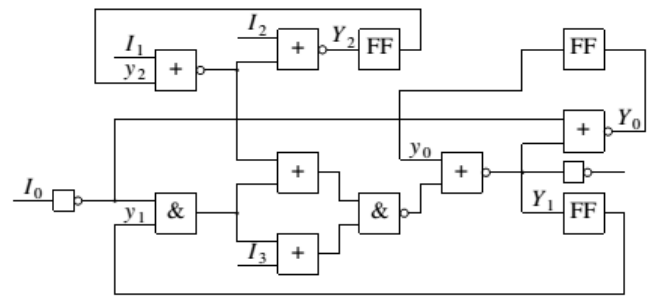 I₂ Y₂ FF FF
I₁
y₂ + +
+ Y₀
y₀
+ +
I₀ y₁ & & Y₁ FF
I₃ +